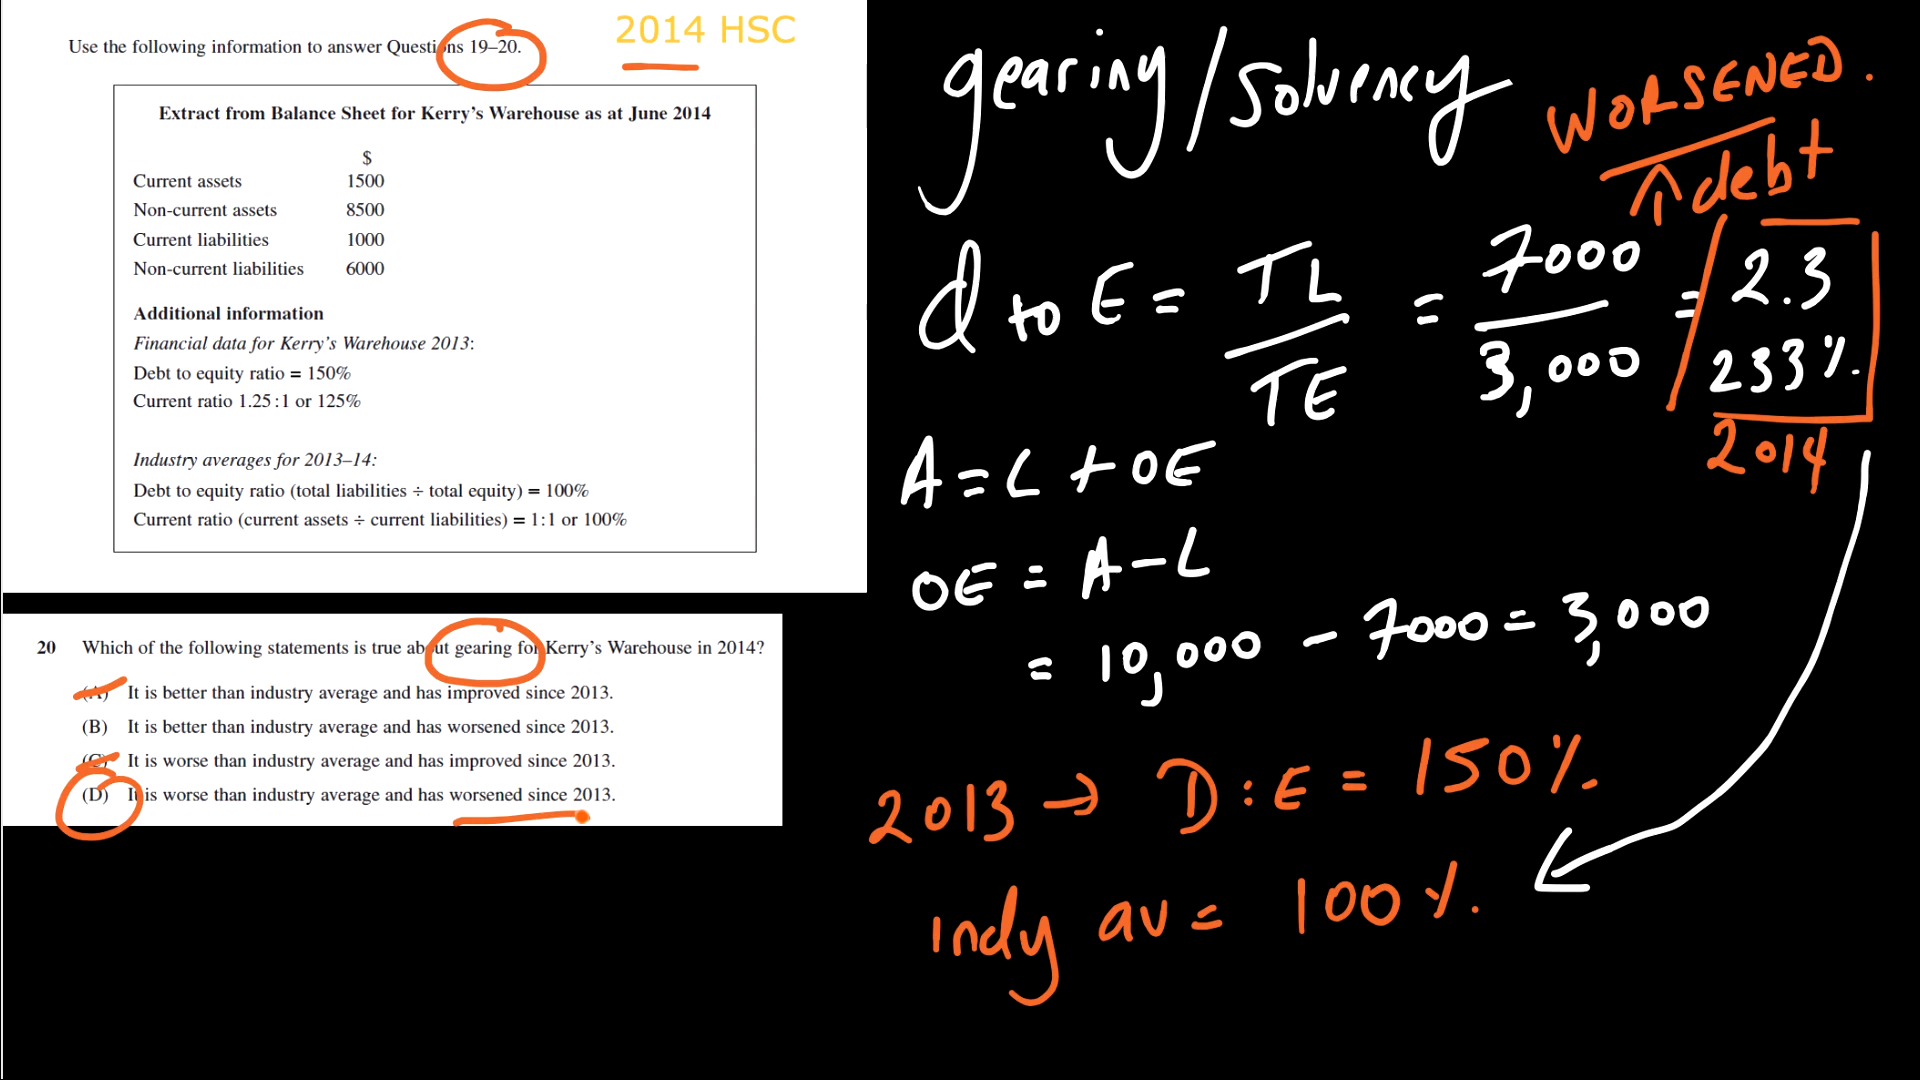 2014 HSC
Use the following information to answer Questions 19–20.
Extract from Balance Sheet for Kerry's Warehouse as at June 2014
$
Current assets 1500
Non-current assets 8500
Current liabilities 1000
Non-current liabilities 6000
Additional information
Financial data for Kerry's Warehouse 2013:
Debt to equity ratio = 150%
Current ratio 1.25 : 1 or 125%
Industry averages for 2013–14:
Debt to equity ratio (total liabilities ÷ total equity) = 100%
Current ratio (current assets ÷ current liabilities) = 1 : 1 or 100%
20 Which of the following statements is true about gearing for Kerry's Warehouse in 2014?
(A) It is better than industry average and has improved since 2013.
(B) It is better than industry average and has worsened since 2013.
(C) It is worse than industry average and has improved since 2013.
(D) It is worse than industry average and has worsened since 2013.
gearing/solvency
WORSENED.
↑debt
d to E = TL / TE = 7000 / 3,000 = 2.3
233%.
2014
A = L + OE
OE = A - L
= 10,000 - 7000 = 3,000
2013 → D:E = 150%.
Indy av = 100%.